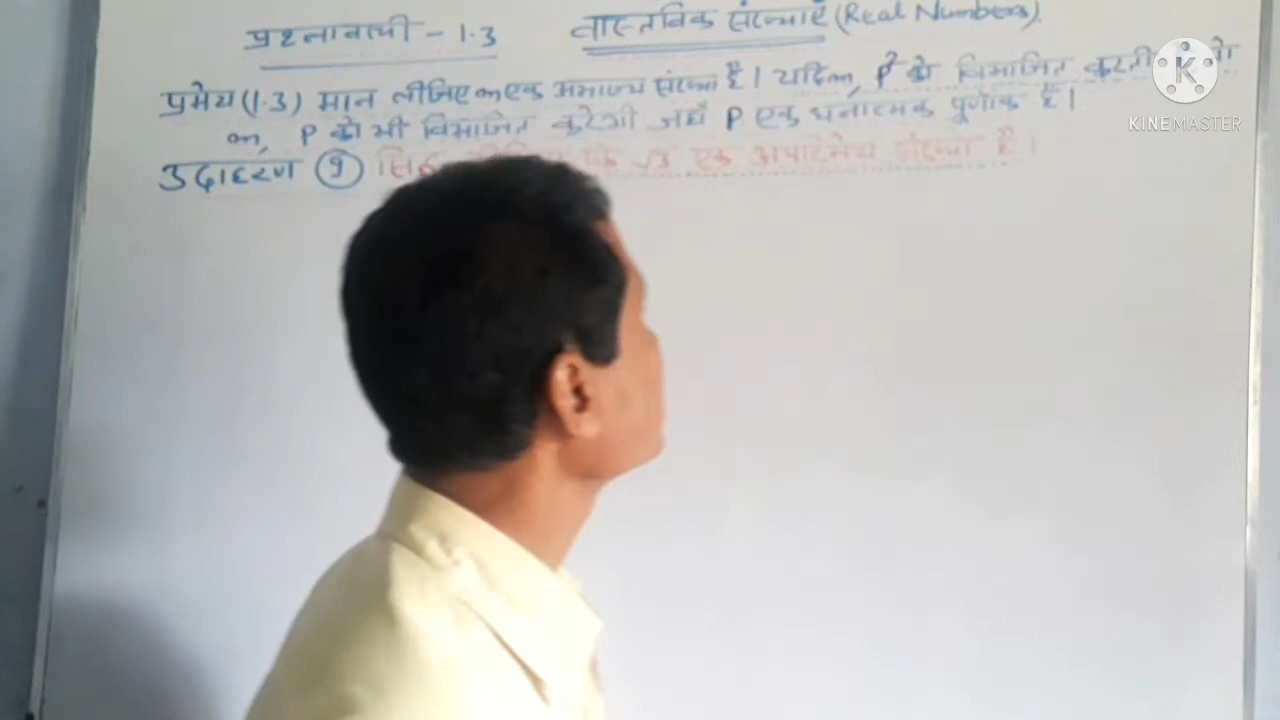 प्रश्नावली - 1.3 वास्तविक संख्याएँ (Real Numbers)
प्रमेय (1.3) मान लीजिए a एक अभाज्य संख्या है। यदि a, p² को विभाजित करती
a, P को भी विभाजित करेगी जहाँ P एक धनात्मक पूर्णांक है।
उदाहरण 9 कि √3 एक अपरिमेय संख्या है।
KINEMASTER